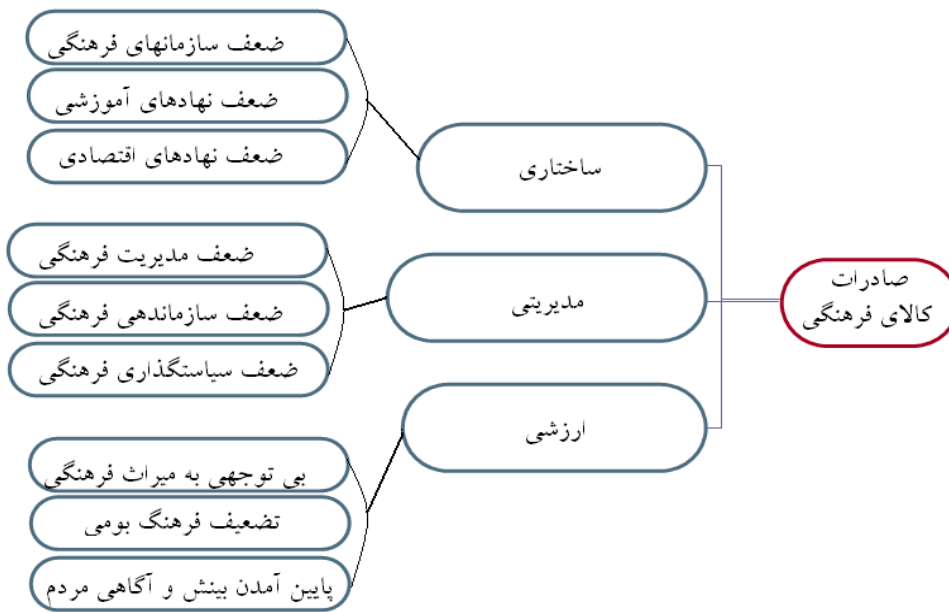 صادرات
کالای فرهنگی
ساختاری
ضعف سازمانهای فرهنگی
ضعف نهادهای آموزشی
ضعف نهادهای اقتصادی
مدیریتی
ضعف مدیریت فرهنگی
ضعف سازماندهی فرهنگی
ضعف سیاستگذاری فرهنگی
ارزشی
بی توجهی به میراث فرهنگی
تضعیف فرهنگ بومی
پایین آمدن بینش و آگاهی مردم